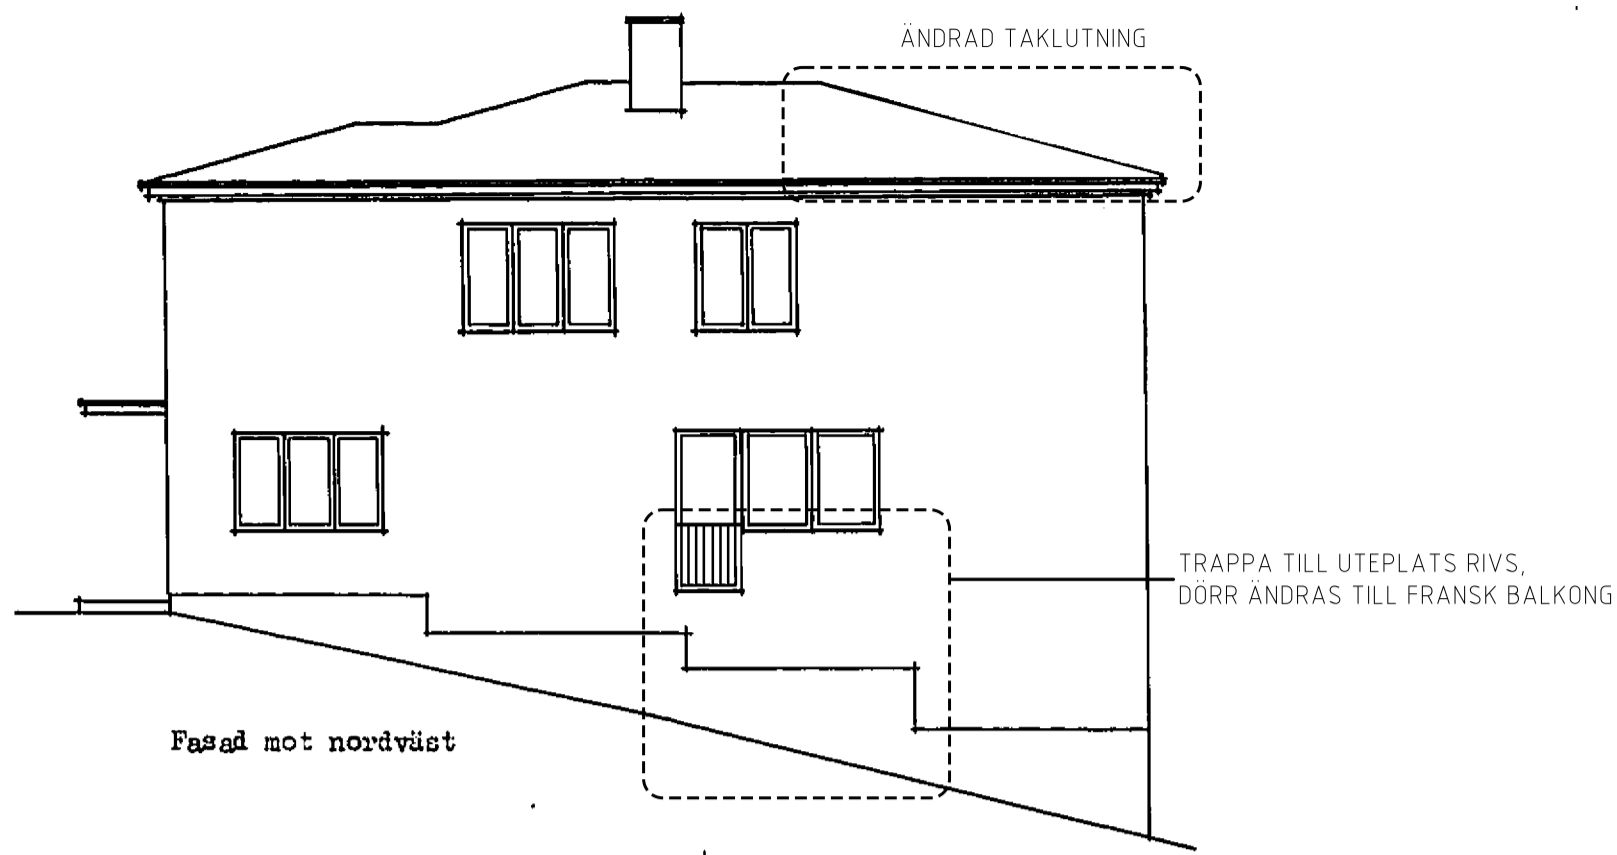 ÄNDRAD TAKLUTNING
TRAPPA TILL UTEPLATS RIVS,
DÖRR ÄNDRAS TILL FRANSK BALKONG
Fasad mot nordväst